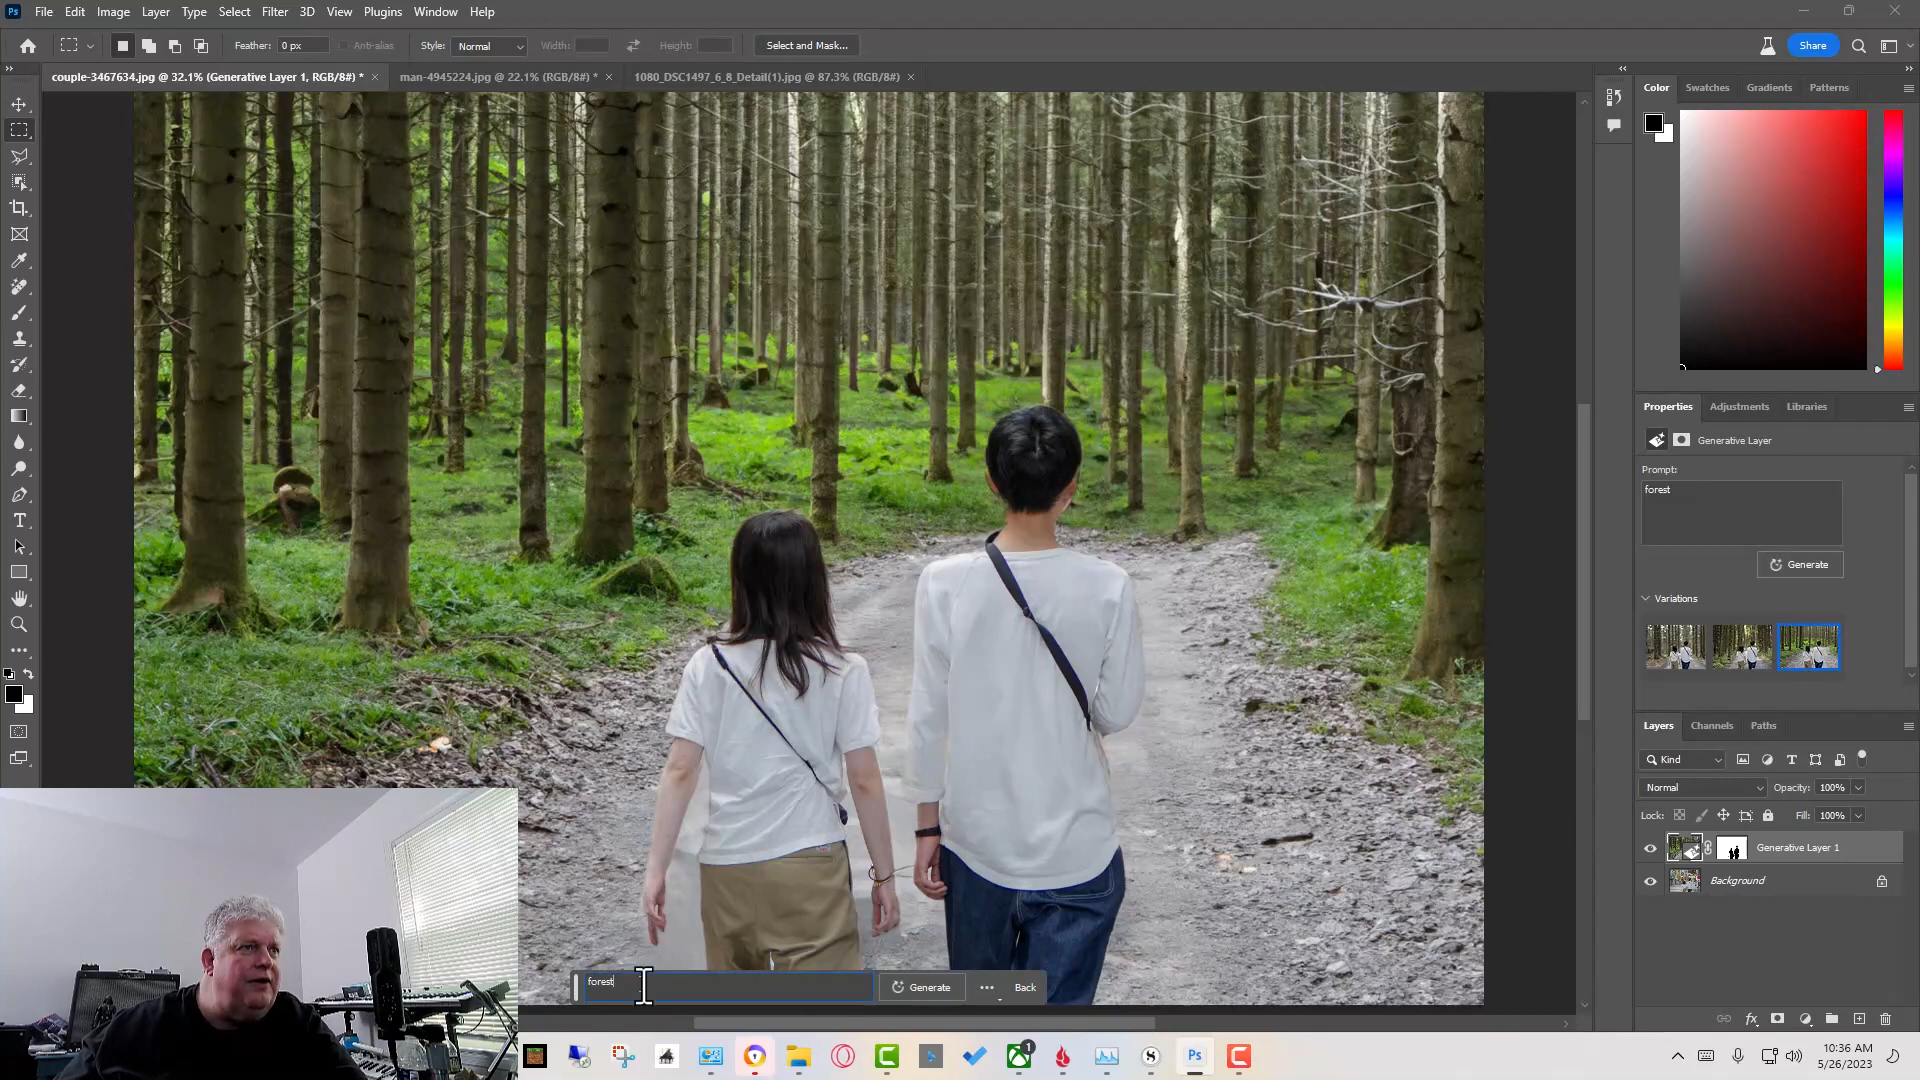 Ps File Edit Image Layer Type Select Filter 3D View Plugins Window Help
Feather: 0 px Anti-alias Style: Normal Width: Height: Select and Mask... Share
couple-3467634.jpg @ 32.1% (Generative Layer 1, RGB/8#) * × man-4945224.jpg @ 22.1% (RGB/8#) * × 1080_DSC1497_6_8_Detail(1).jpg @ 87.3% (RGB/8#) ×
Color Swatches Gradients Patterns
Properties Adjustments Libraries
Generative Layer
Prompt:
forest
Generate
Variations
Layers Channels Paths
Kind
Normal Opacity: 100%
Lock: Fill: 100%
Generative Layer 1
Background
forest Generate ••• Back
fx
1
S
Ps
10:36 AM
5/26/2023